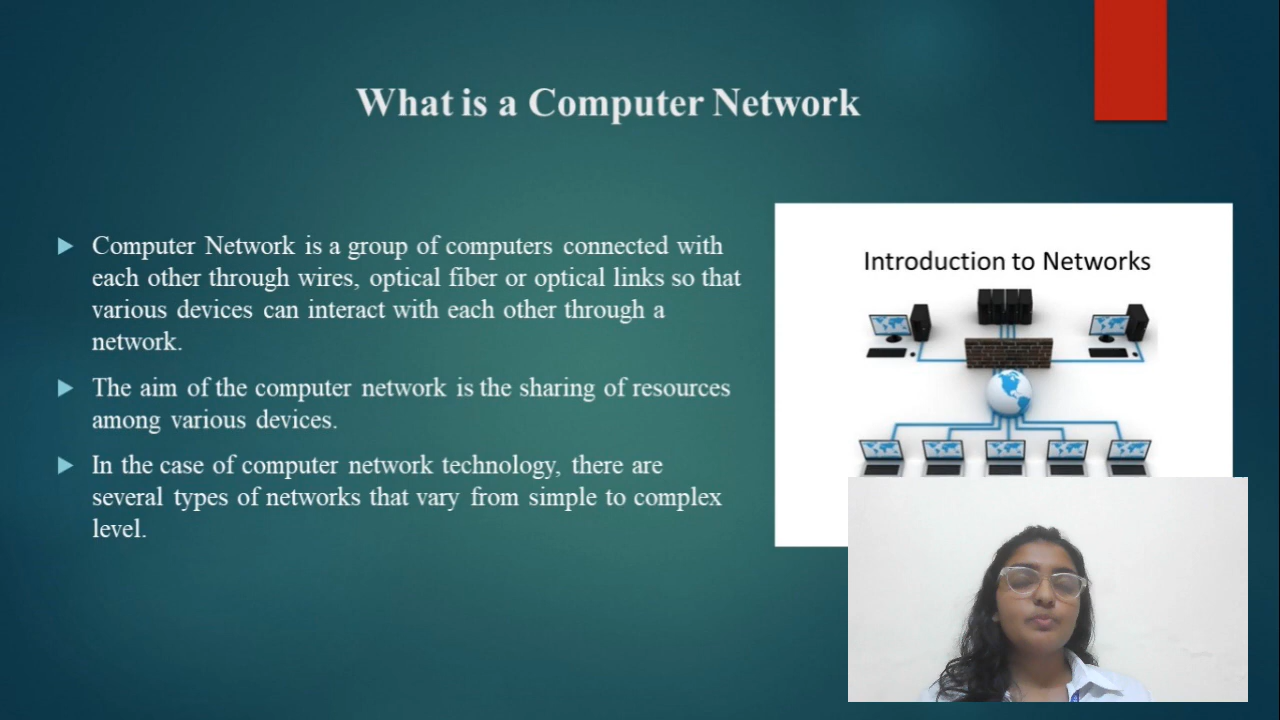 What is a Computer Network
Computer Network is a group of computers connected with
each other through wires, optical fiber or optical links so that
various devices can interact with each other through a
network.
The aim of the computer network is the sharing of resources
among various devices.
In the case of computer network technology, there are
several types of networks that vary from simple to complex
level.
Introduction to Networks